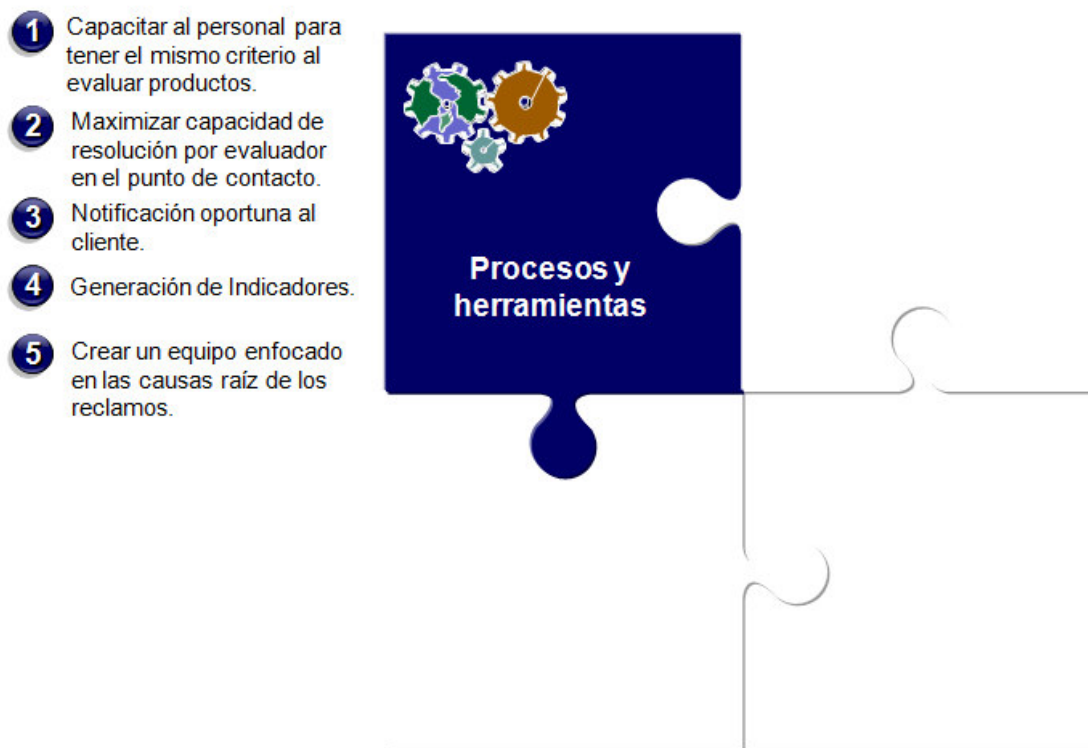 1 Capacitar al personal para
tener el mismo criterio al
evaluar productos.
2 Maximizar capacidad de
resolución por evaluador
en el punto de contacto.
3 Notificación oportuna al
cliente.
4 Generación de Indicadores.
5 Crear un equipo enfocado
en las causas raíz de los
reclamos.
Procesos y
herramientas